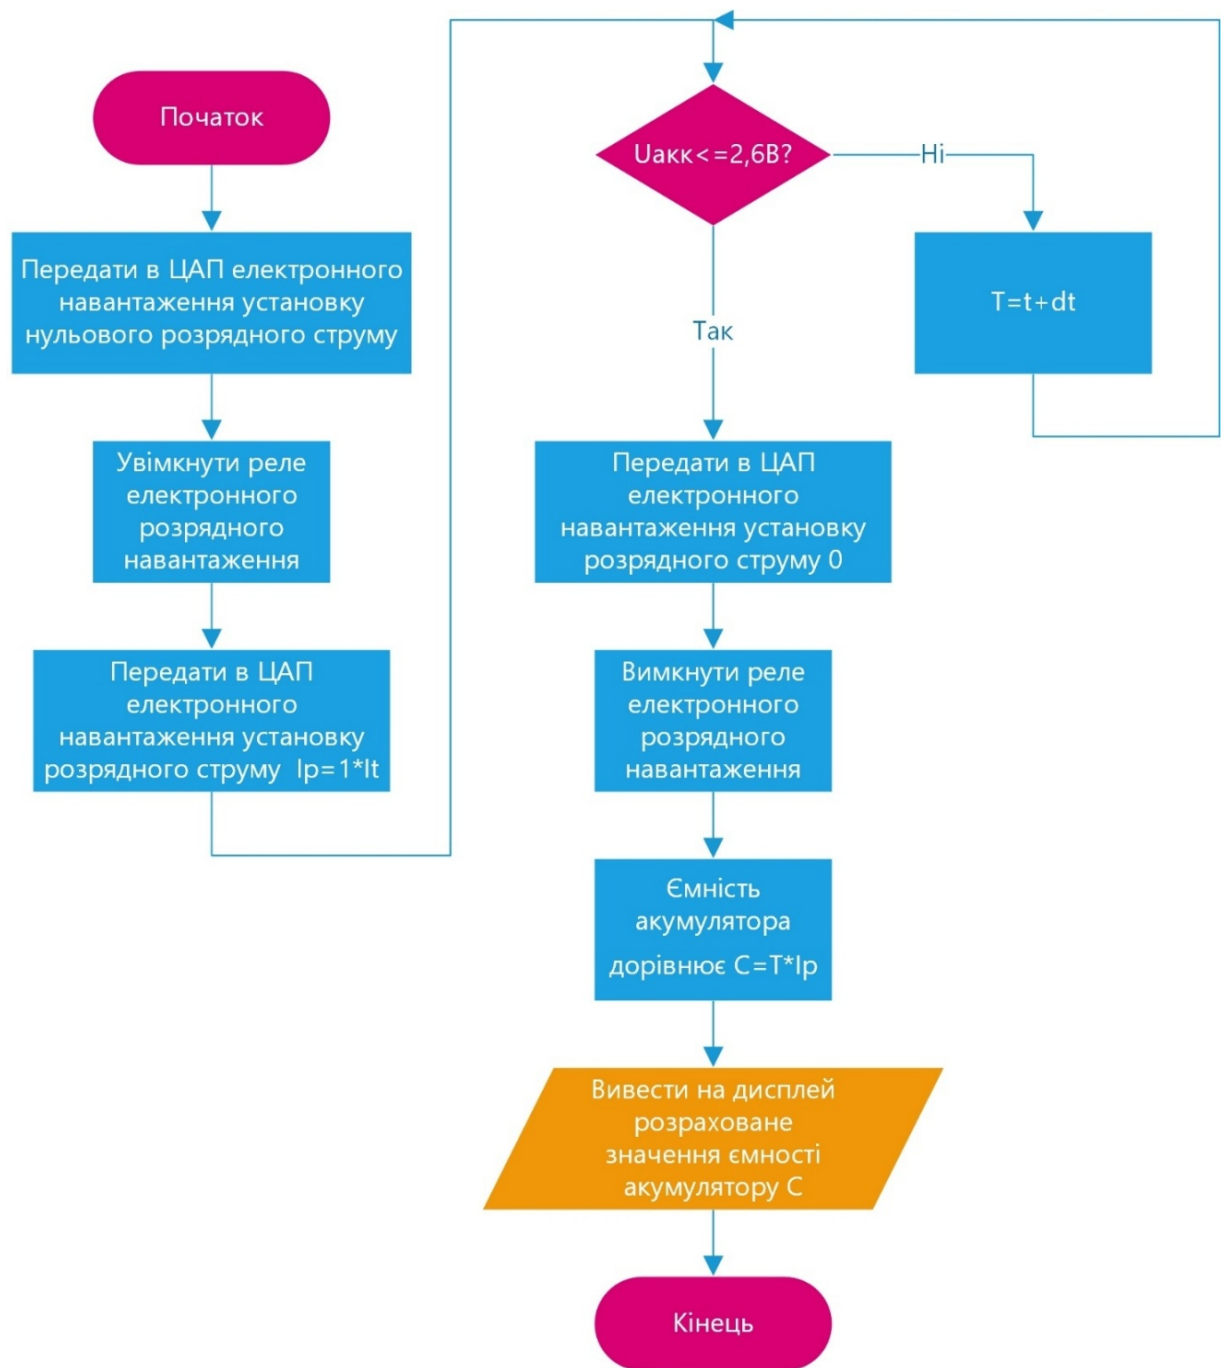 Початок
Передати в ЦАП електронного
навантаження установку
нульового розрядного струму
Увімкнути реле
електронного
розрядного
навантаження
Передати в ЦАП
електронного
навантаження установку
розрядного струму  Ip=1*It
Uакк<=2,6В?
Ні
T=t+dt
Так
Передати в ЦАП
електронного
навантаження установку
розрядного струму 0
Вимкнути реле
електронного
розрядного
навантаження
Ємність
акумулятора
дорівнює C=T*Ip
Вивести на дисплей
розраховане
значення ємності
акумулятору С
Кінець